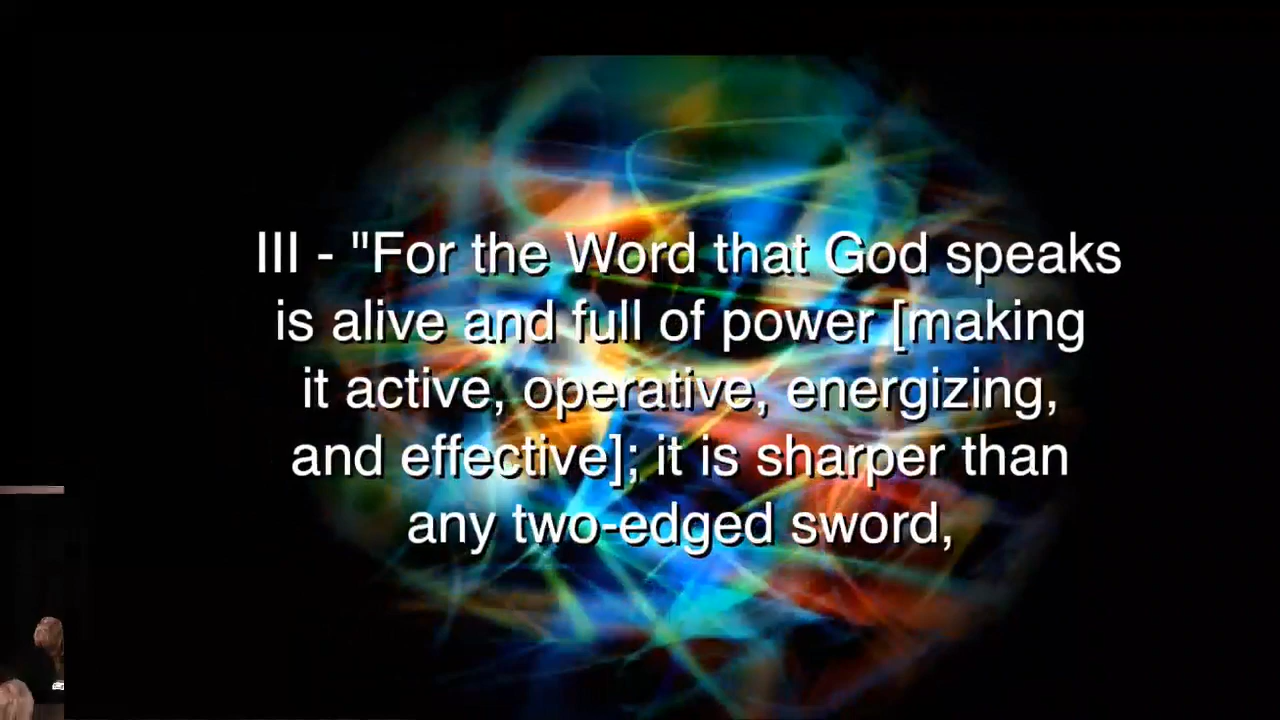 III - "For the Word that God speaks
is alive and full of power [making
it active, operative, energizing,
and effective]; it is sharper than
any two-edged sword,